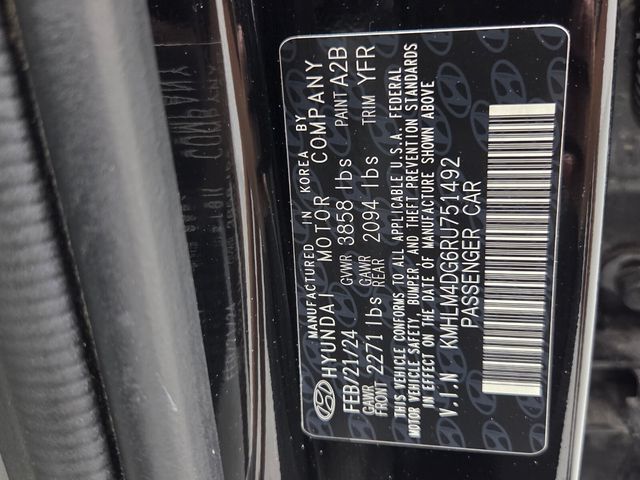 MANUFACTURED IN KOREA BY
HYUNDAI MOTOR COMPANY
FEB/21/24 GVWR 3858 lbs PAINT A2B
GAWR FRONT 2271 lbs GAWR REAR 2094 lbs TRIM YFR
THIS VEHICLE CONFORMS TO ALL APPLICABLE U.S.A. FEDERAL
MOTOR VEHICLE SAFETY, BUMPER, AND THEFT PREVENTION STANDARDS
IN EFFECT ON THE DATE OF MANUFACTURE SHOWN ABOVE
V.I.N KMHLM4DG6RU751492
PASSENGER CAR